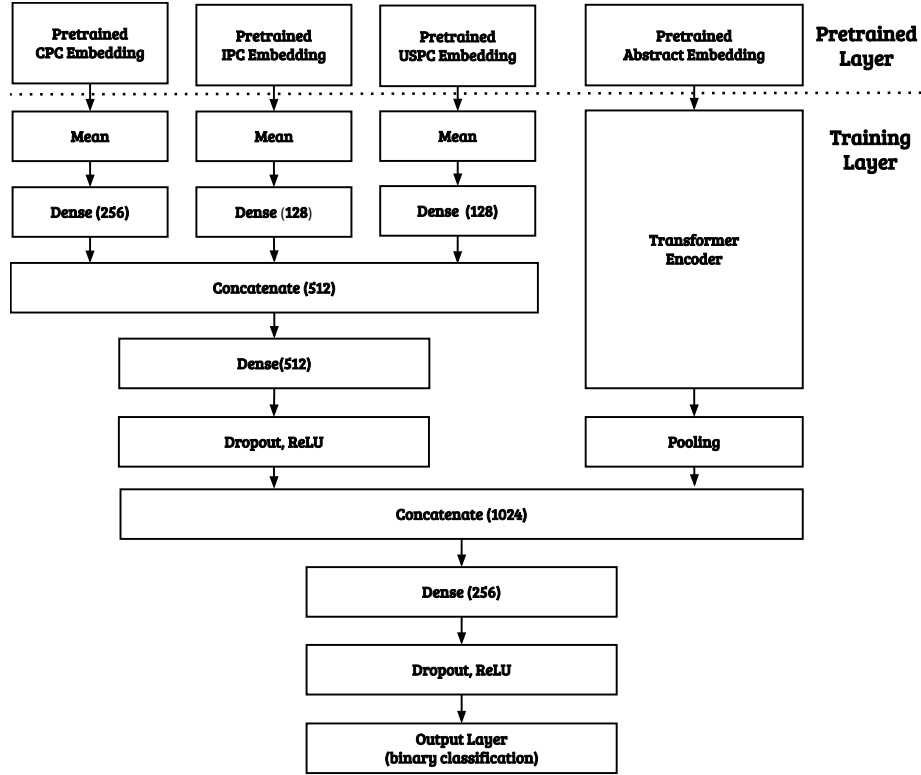 Pretrained
CPC Embedding
Pretrained
IPC Embedding
Pretrained
USPC Embedding
Pretrained
Abstract Embedding
Pretrained
Layer
Mean
Mean
Mean
Training
Layer
Dense (256)
Dense (128)
Dense (128)
Transformer
Encoder
Concatenate (512)
Dense(512)
Dropout, ReLU
Pooling
Concatenate (1024)
Dense (256)
Dropout, ReLU
Output Layer
(binary classification)